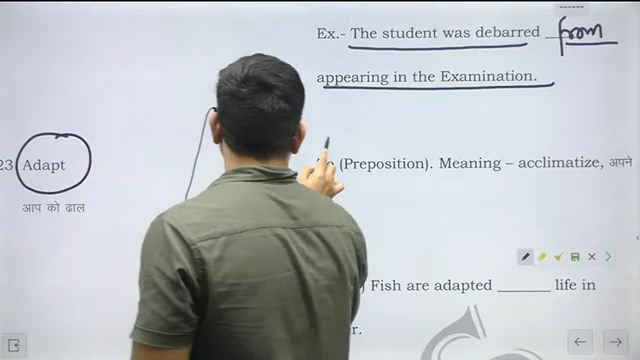 Ex.- The student was debarred from
appearing in the Examination.
23 Adapt
(Preposition). Meaning – acclimatize, अपने
आप को ढाल
Fish are adapted ______ life in
r.